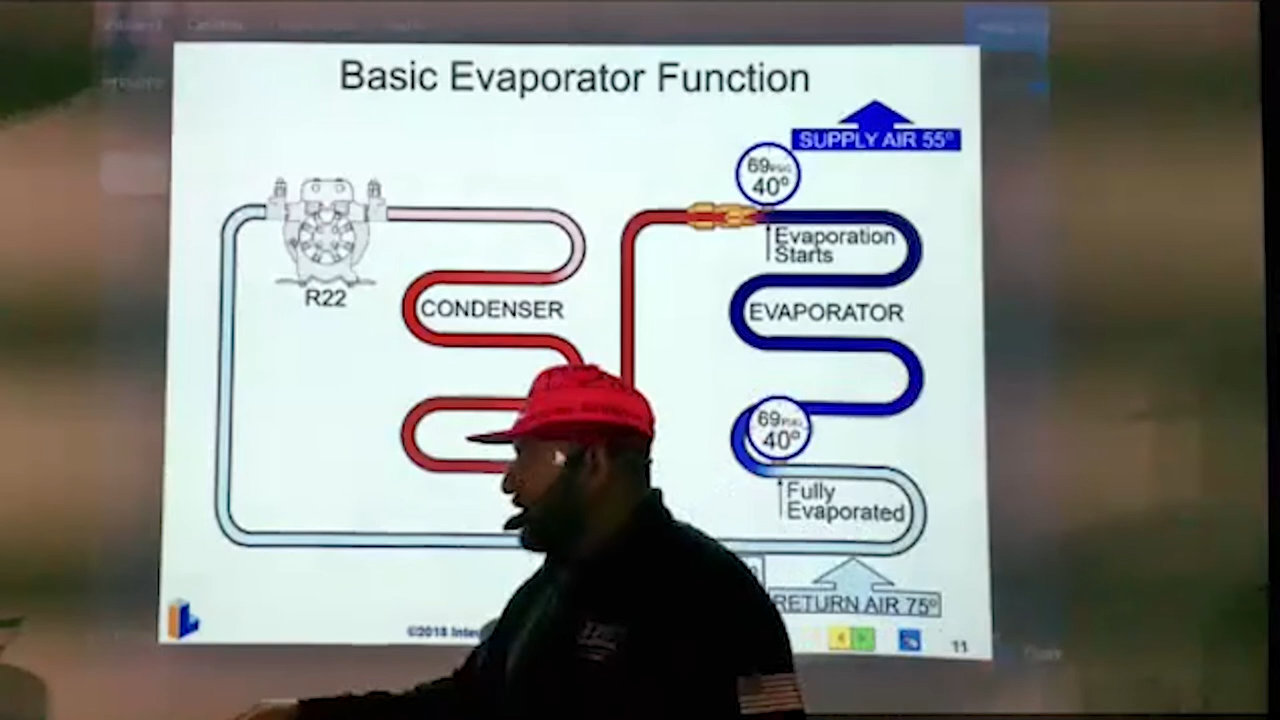 Basic Evaporator Function
SUPPLY AIR 55°
69PSIG
40°
Evaporation
Starts
R22
CONDENSER
EVAPORATOR
69PSIG
40°
Fully
Evaporated
RETURN AIR 75°
©2018
11